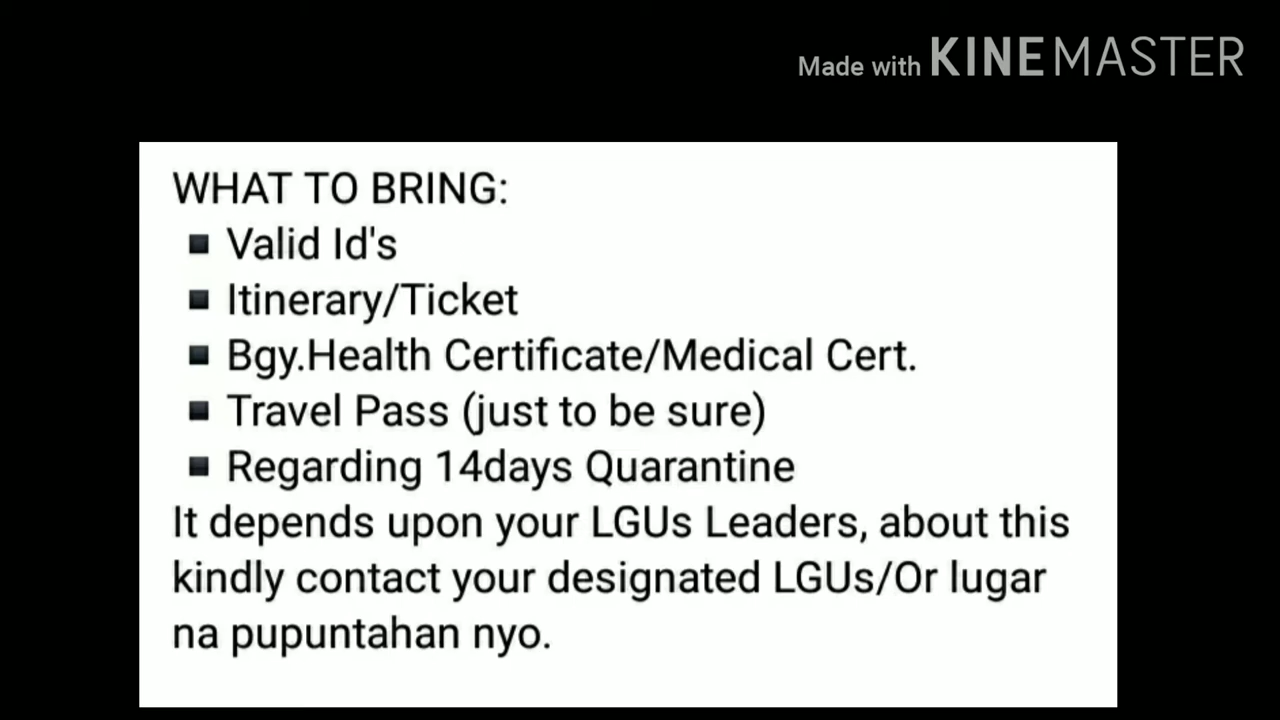 Made with KINEMASTER
WHAT TO BRING:
▪ Valid Id's
▪ Itinerary/Ticket
▪ Bgy.Health Certificate/Medical Cert.
▪ Travel Pass (just to be sure)
▪ Regarding 14days Quarantine
It depends upon your LGUs Leaders, about this
kindly contact your designated LGUs/Or lugar
na pupuntahan nyo.